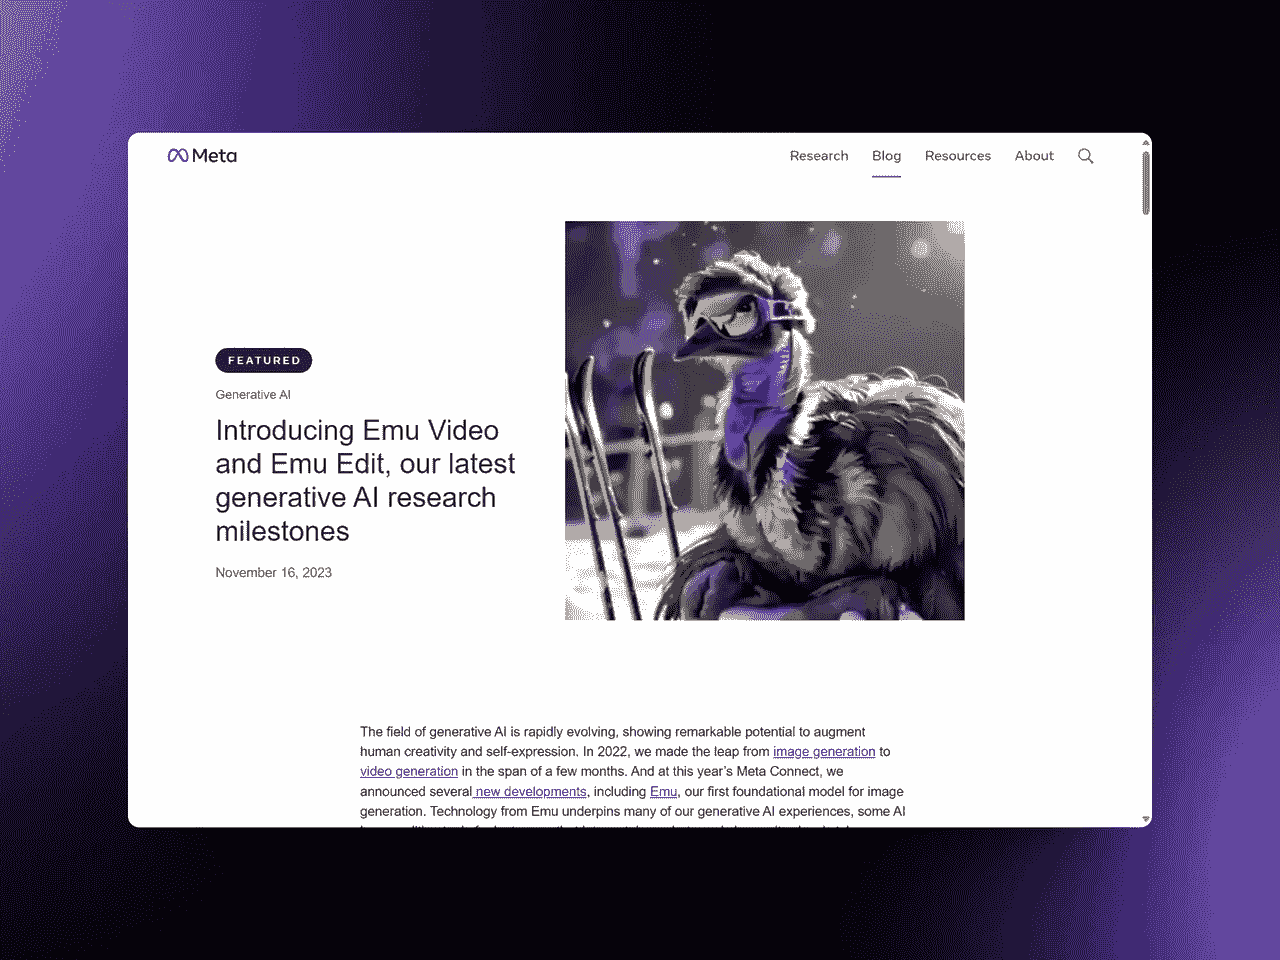 Meta
Research Blog Resources About
FEATURED
Generative AI
Introducing Emu Video
and Emu Edit, our latest
generative AI research
milestones
November 16, 2023
The field of generative AI is rapidly evolving, showing remarkable potential to augment
human creativity and self-expression. In 2022, we made the leap from image generation to
video generation in the span of a few months. And at this year’s Meta Connect, we
announced several new developments, including Emu, our first foundational model for image
generation. Technology from Emu underpins many of our generative AI experiences, some AI